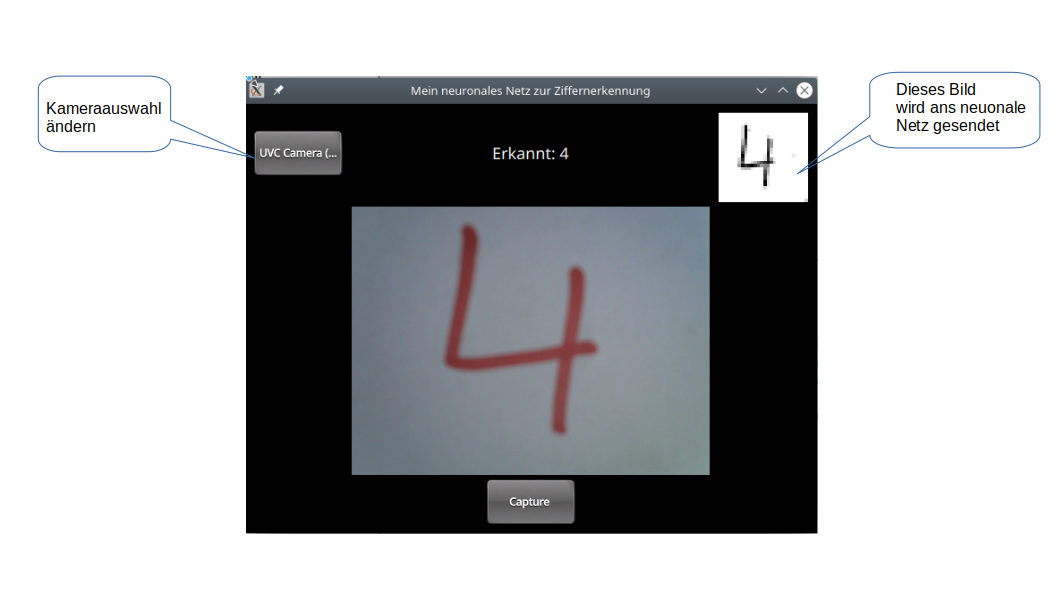 Mein neuronales Netz zur Ziffernerkennung
Kameraauswahl
ändern
Dieses Bild
wird ans neuonale
Netz gesendet
UVC Camera (...
Erkannt: 4
4
4
Capture